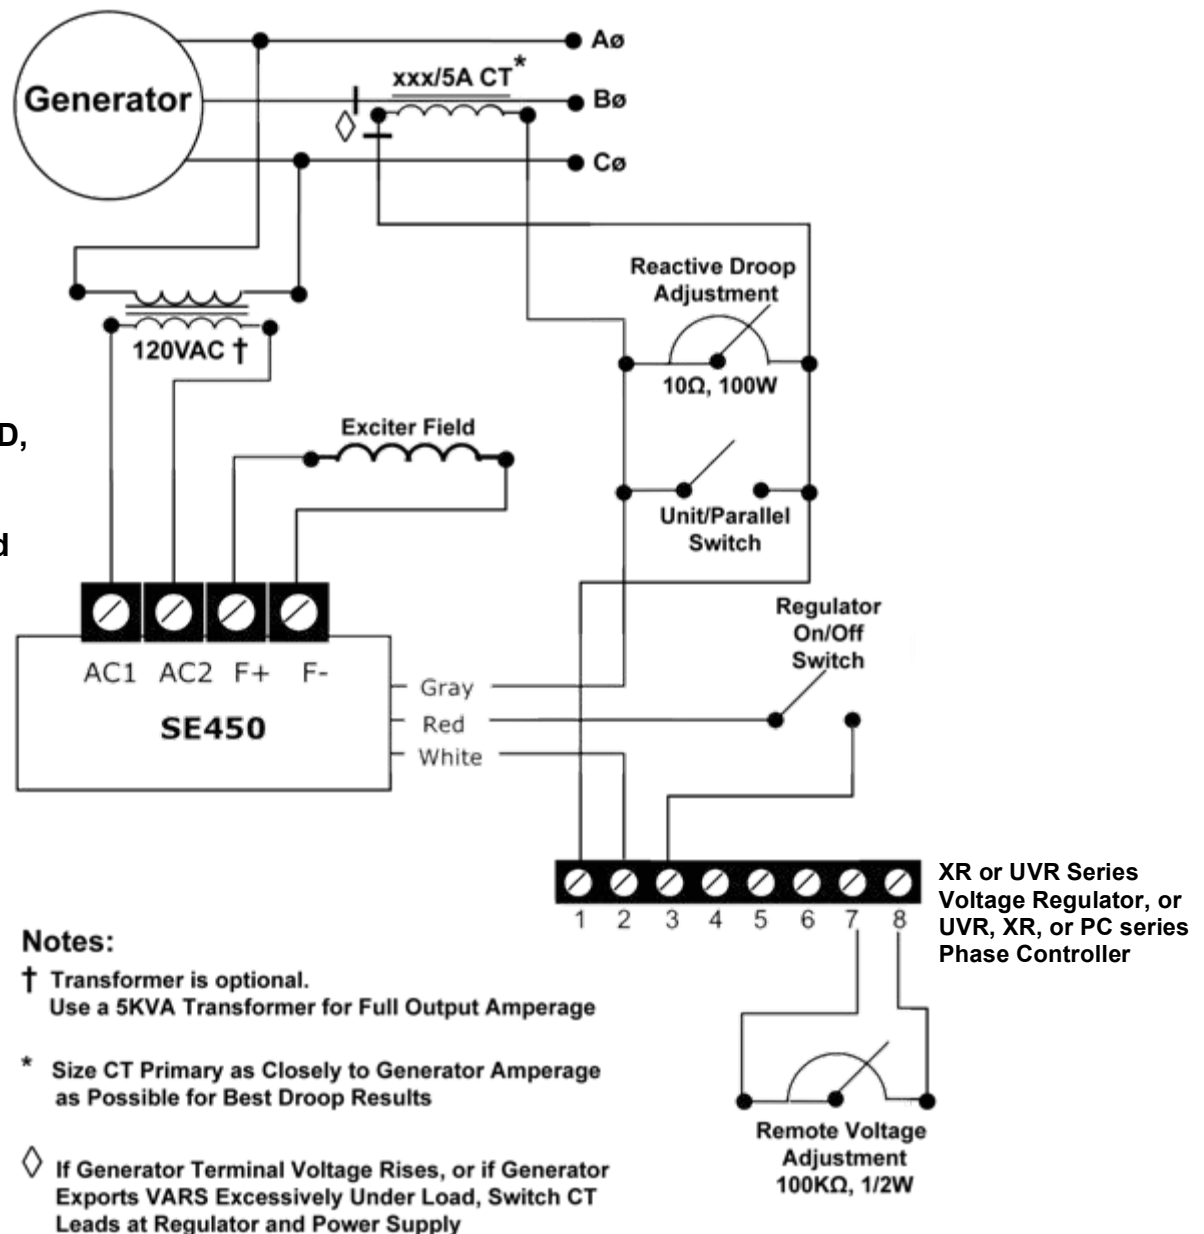 Generator
Aø
xxx/5A CT*
Bø
Cø
Reactive Droop
Adjustment
10Ω, 100W
120VAC †
D,
Exciter Field
d
Unit/Parallel
Switch
Regulator
On/Off
Switch
AC1 AC2 F+ F-
SE450
Gray
Red
White
1 2 3 4 5 6 7 8
XR or UVR Series
Voltage Regulator, or
UVR, XR, or PC series
Phase Controller
Notes:
† Transformer is optional.
Use a 5KVA Transformer for Full Output Amperage
* Size CT Primary as Closely to Generator Amperage
as Possible for Best Droop Results
◊ If Generator Terminal Voltage Rises, or if Generator
Exports VARS Excessively Under Load, Switch CT
Leads at Regulator and Power Supply
Remote Voltage
Adjustment
100KΩ, 1/2W